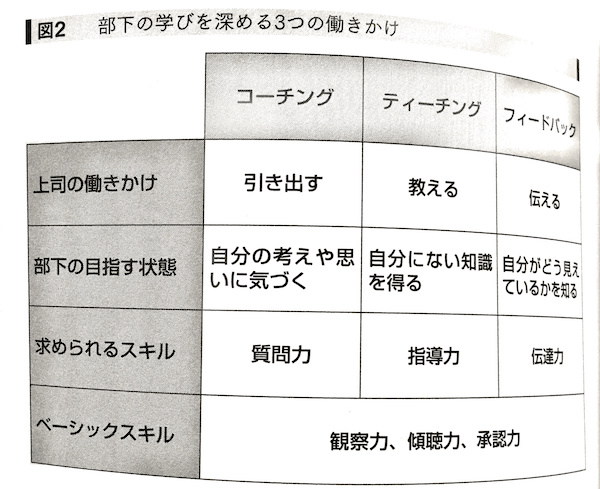 図2 部下の学びを深める3つの働きかけ
コーチング ティーチング フィードバック
上司の働きかけ 引き出す 教える 伝える
部下の目指す状態 自分の考えや思 自分にない知識 自分がどう見え
いに気づく を得る ているかを知る
求められるスキル 質問力 指導力 伝達力
ベーシックスキル 観察力、傾聴力、承認力